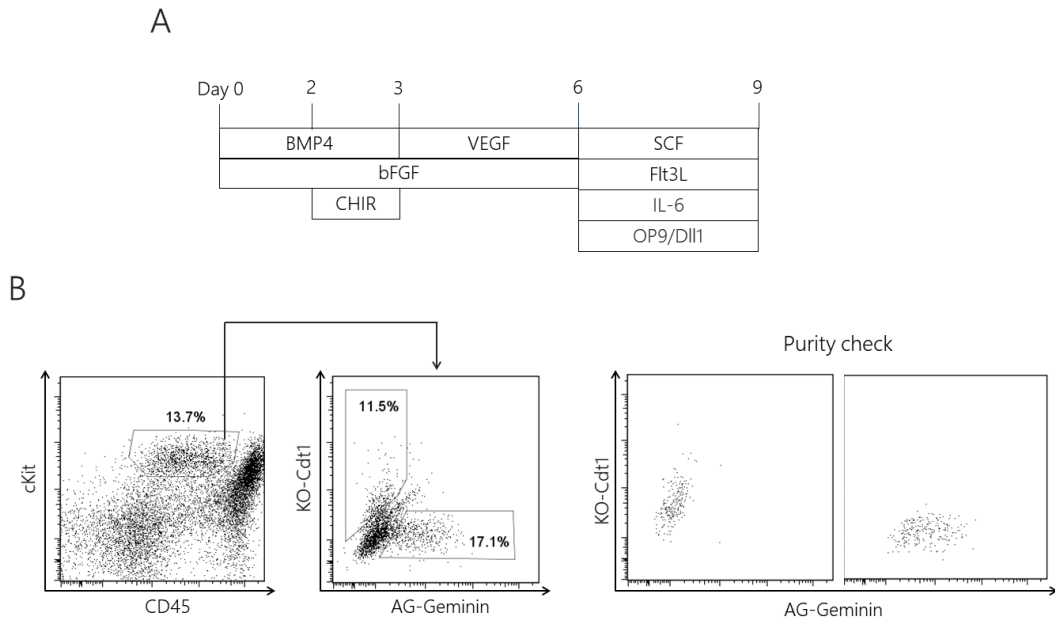 A
Day 0 2 3 6 9
BMP4 VEGF SCF
bFGF Flt3L
CHIR IL-6
OP9/Dll1
B
Purity check
13.7%
11.5%
17.1%
cKit
CD45
KO-Cdt1
AG-Geminin
KO-Cdt1
AG-Geminin